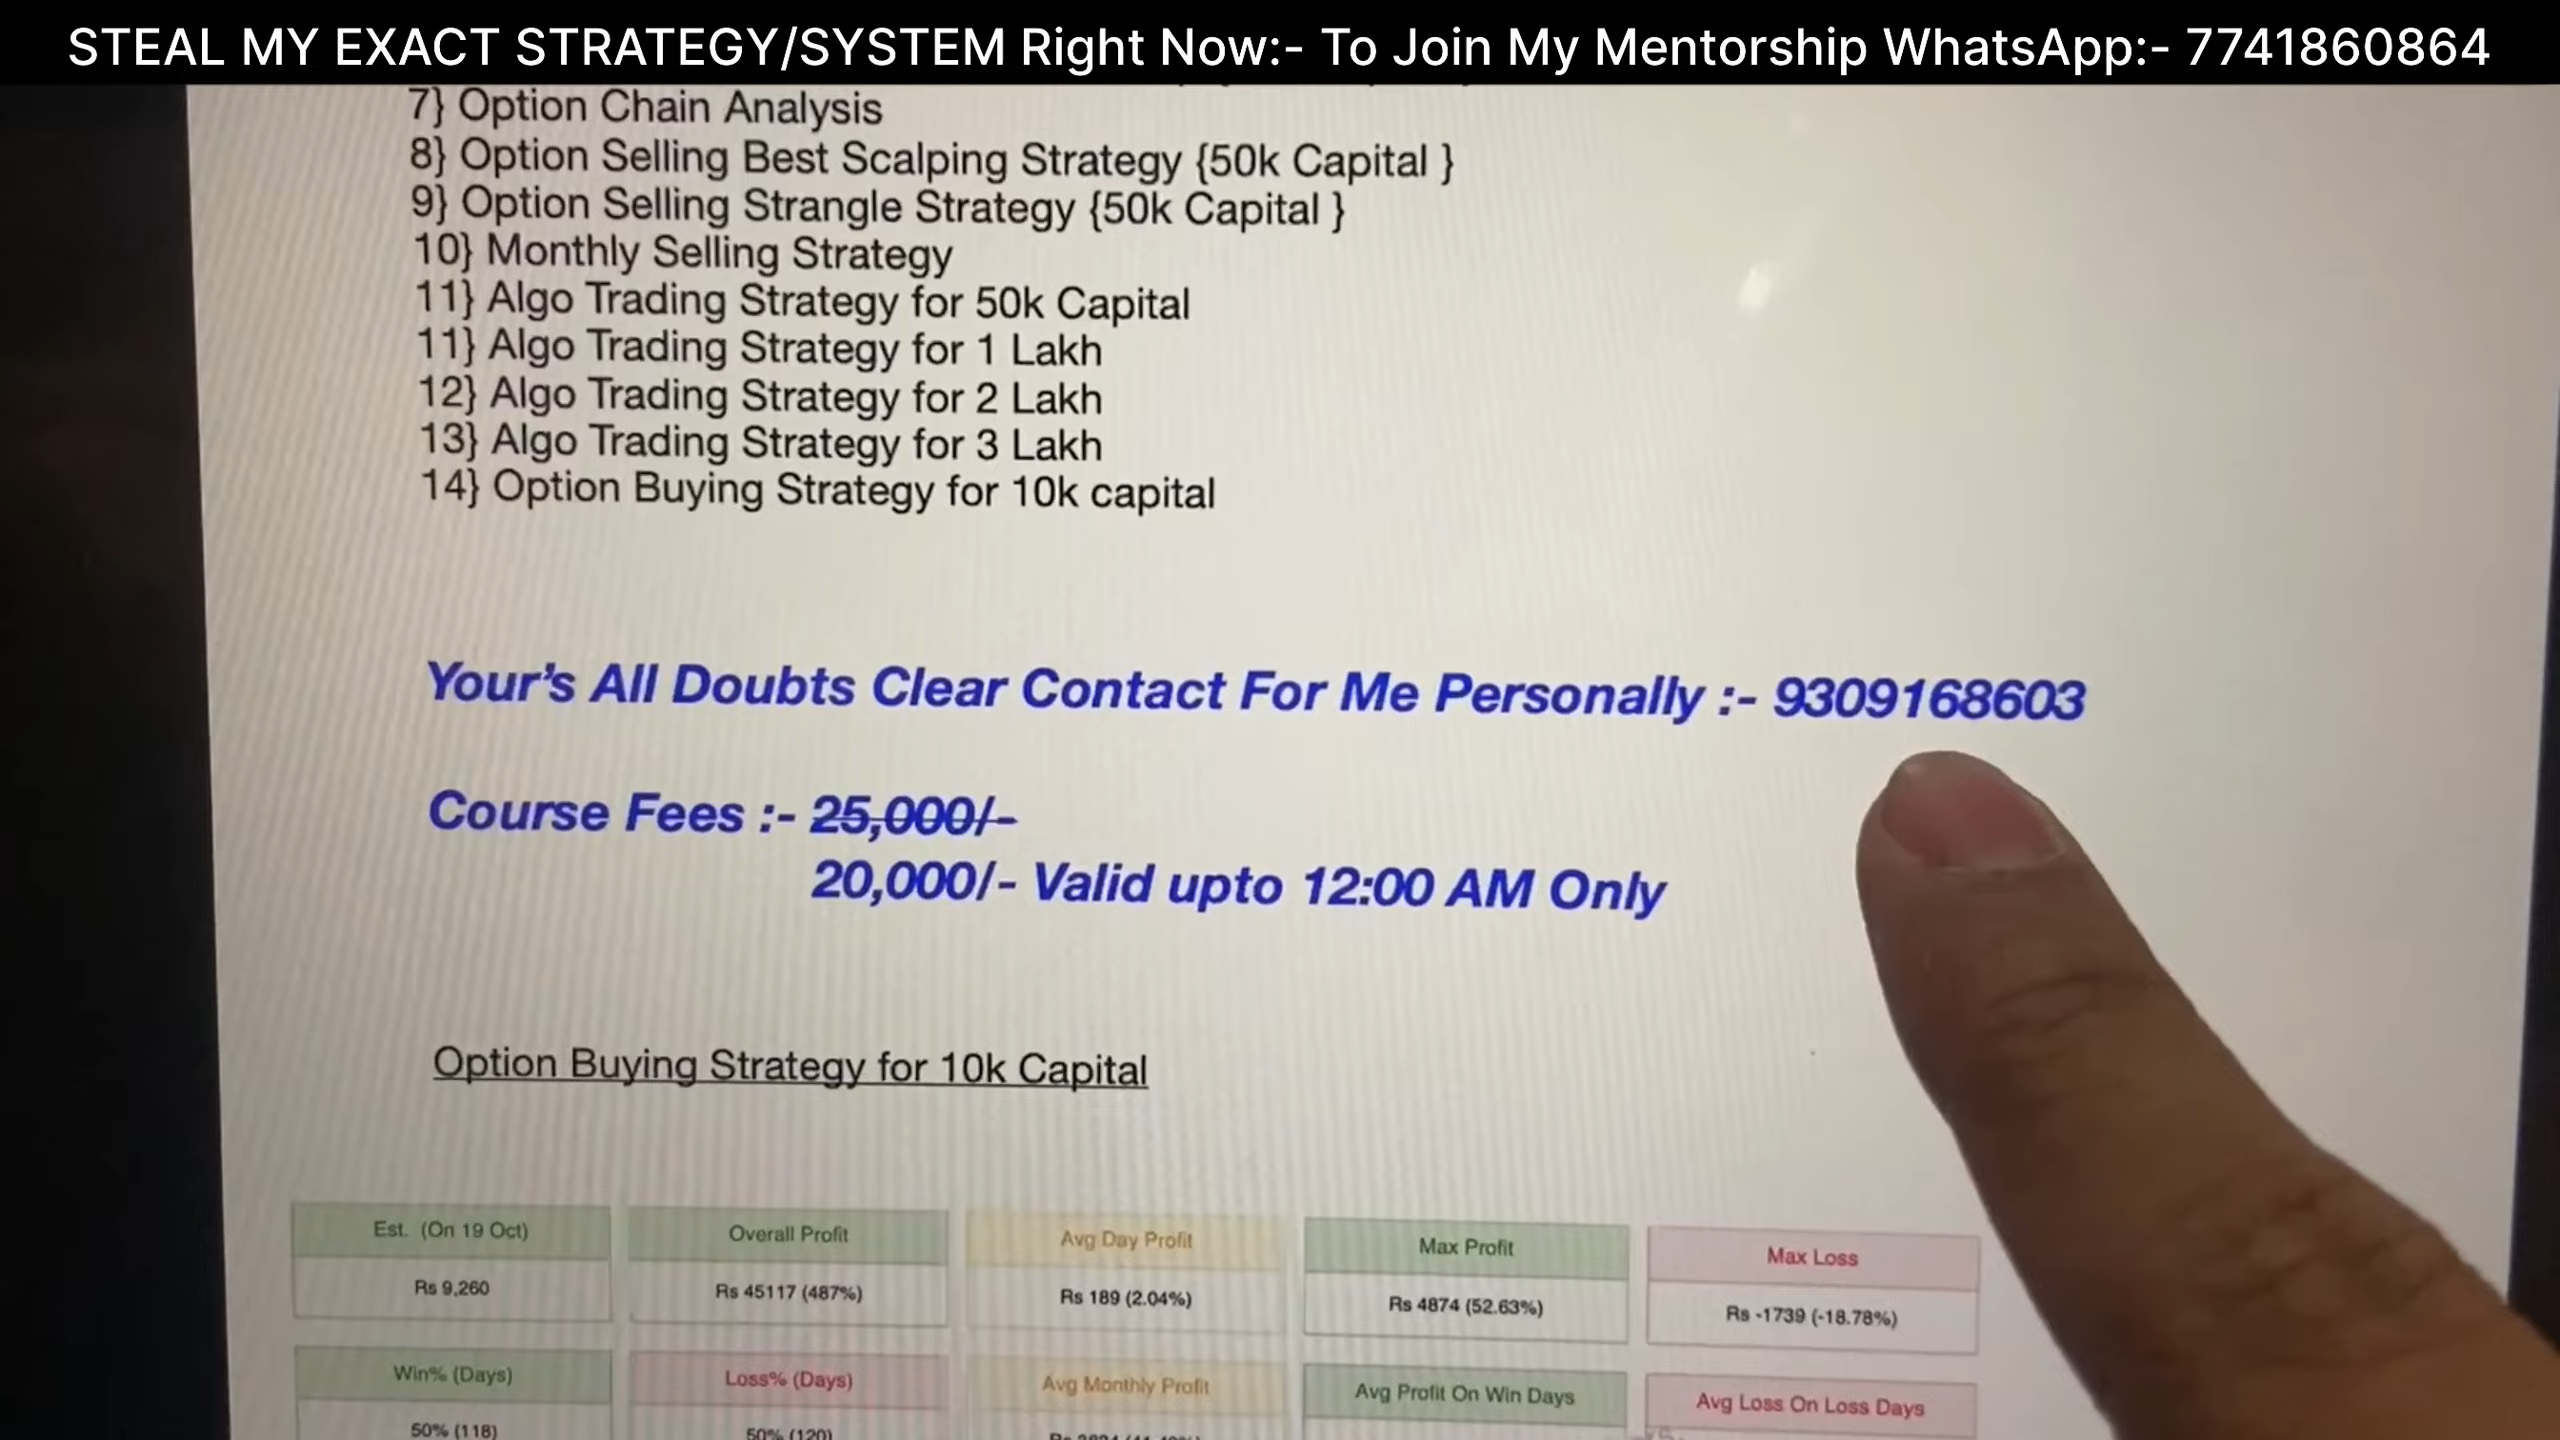 STEAL MY EXACT STRATEGY/SYSTEM Right Now:- To Join My Mentorship WhatsApp:- 7741860864
7} Option Chain Analysis
8} Option Selling Best Scalping Strategy {50k Capital }
9} Option Selling Strangle Strategy {50k Capital }
10} Monthly Selling Strategy
11} Algo Trading Strategy for 50k Capital
11} Algo Trading Strategy for 1 Lakh
12} Algo Trading Strategy for 2 Lakh
13} Algo Trading Strategy for 3 Lakh
14} Option Buying Strategy for 10k capital
Your's All Doubts Clear Contact For Me Personally :- 9309168603
Course Fees :- 25,000/-
20,000/- Valid upto 12:00 AM Only
Option Buying Strategy for 10k Capital
Est. (On 19 Oct) Overall Profit Avg Day Profit Max Profit Max Loss
Rs 9,260 Rs 45117 (487%) Rs 189 (2.04%) Rs 4874 (52.63%) Rs -1739 (-18.78%)
Win% (Days) Loss% (Days) Avg Monthly Profit Avg Profit On Win Days Avg Loss On Loss Days
50% (118) 50% (120)